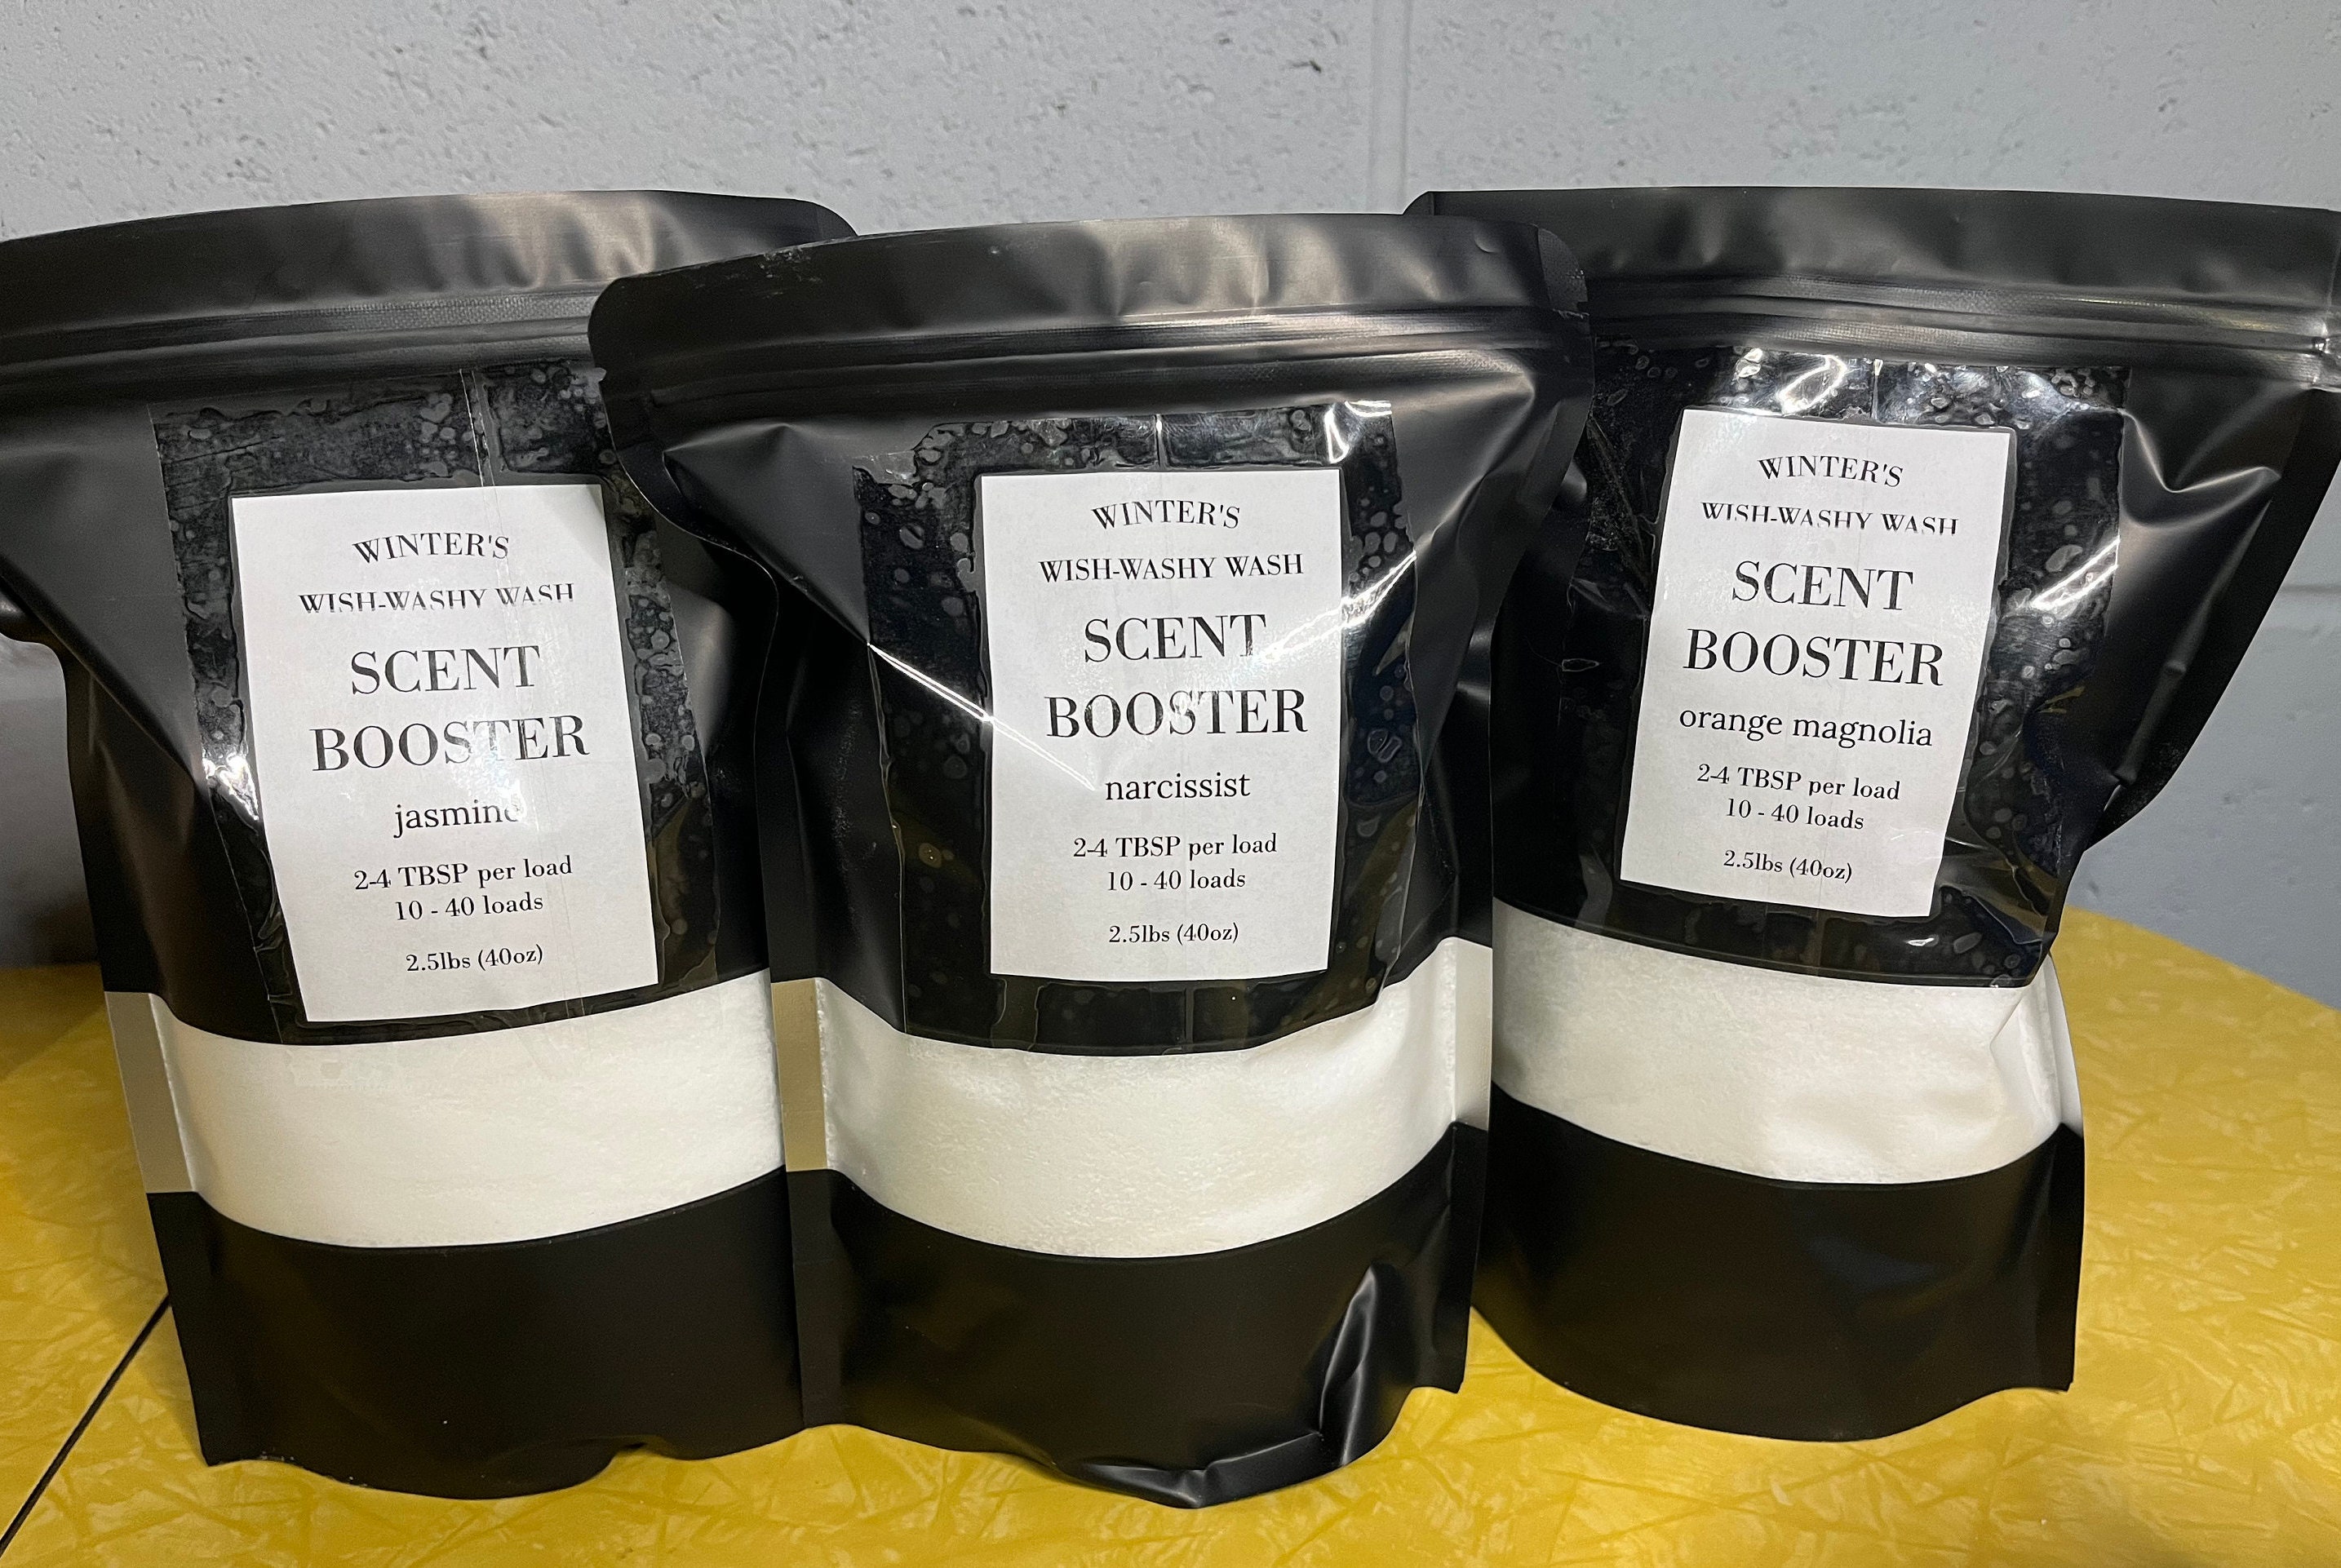 WINTER'S
WISH-WASHY WASH
SCENT
BOOSTER
jasmine
2-4 TBSP per load
10 - 40 loads
2.5lbs (40oz)
WINTER'S
WISH-WASHY WASH
SCENT
BOOSTER
narcissist
2-4 TBSP per load
10 - 40 loads
2.5lbs (40oz)
WINTER'S
WISH-WASHY WASH
SCENT
BOOSTER
orange magnolia
2-4 TBSP per load
10 - 40 loads
2.5lbs (40oz)